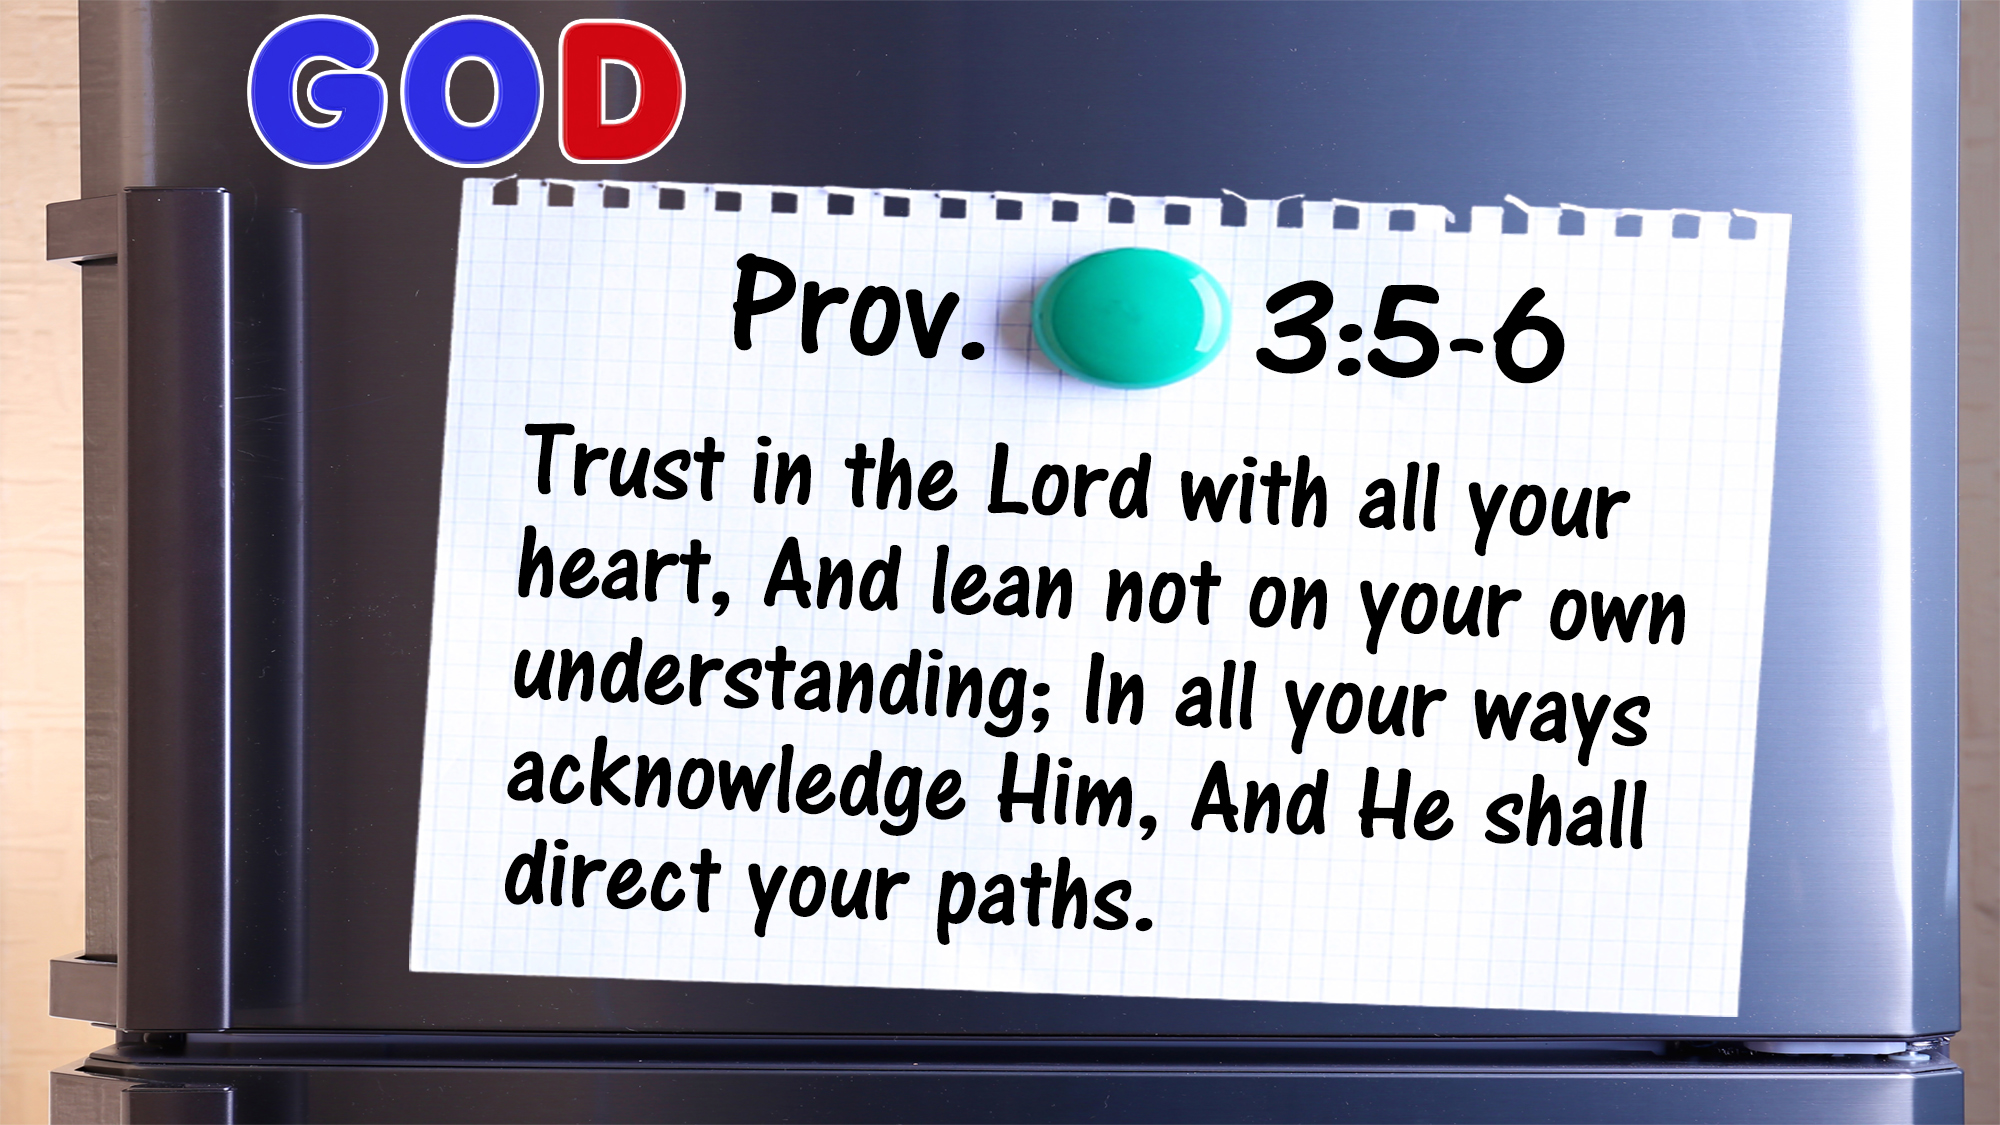 GOD
Prov. 3:5-6
Trust in the Lord with all your
heart, And lean not on your own
understanding; In all your ways
acknowledge Him, And He shall
direct your paths.